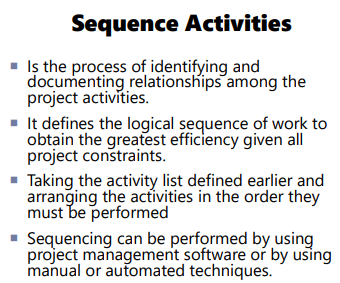 Sequence Activities
Is the process of identifying and
documenting relationships among the
project activities.
It defines the logical sequence of work to
obtain the greatest efficiency given all
project constraints.
Taking the activity list defined earlier and
arranging the activities in the order they
must be performed
Sequencing can be performed by using
project management software or by using
manual or automated techniques.